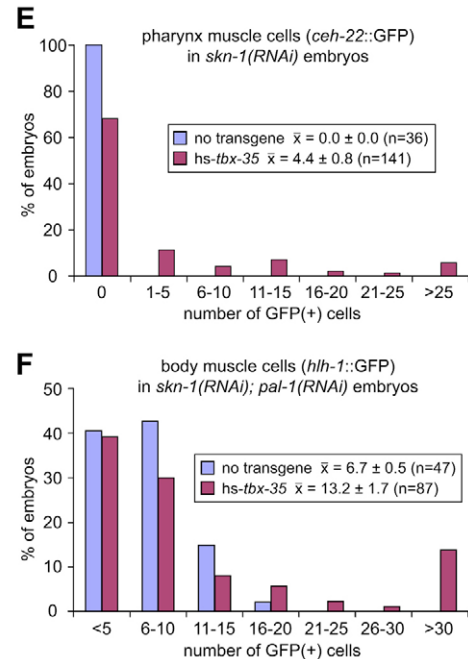 E
pharynx muscle cells (ceh-22::GFP)
in skn-1(RNAi) embryos
100
80
60
40
20
0
% of embryos
no transgene x̄ = 0.0 ± 0.0 (n=36)
hs-tbx-35 x̄ = 4.4 ± 0.8 (n=141)
0 1-5 6-10 11-15 16-20 21-25 >25
number of GFP(+) cells
F
body muscle cells (hlh-1::GFP)
in skn-1(RNAi); pal-1(RNAi) embryos
50
40
30
20
10
0
% of embryos
no transgene x̄ = 6.7 ± 0.5 (n=47)
hs-tbx-35 x̄ = 13.2 ± 1.7 (n=87)
<5 6-10 11-15 16-20 21-25 26-30 >30
number of GFP(+) cells